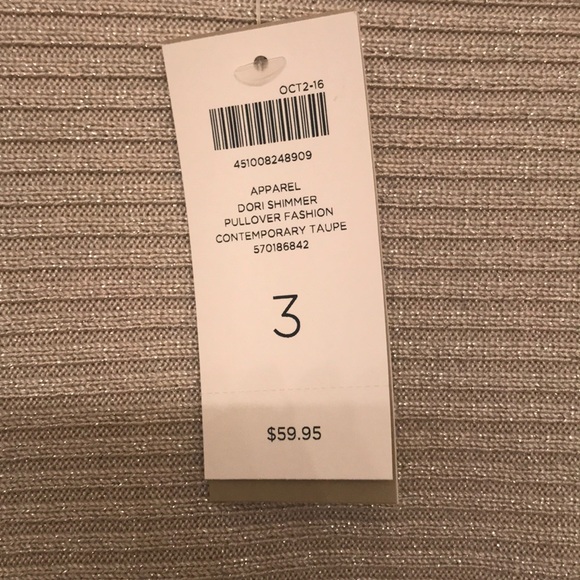 OCT2-16
451008248909
APPAREL
DORI SHIMMER
PULLOVER FASHION
CONTEMPORARY TAUPE
570186842
3
$59.95